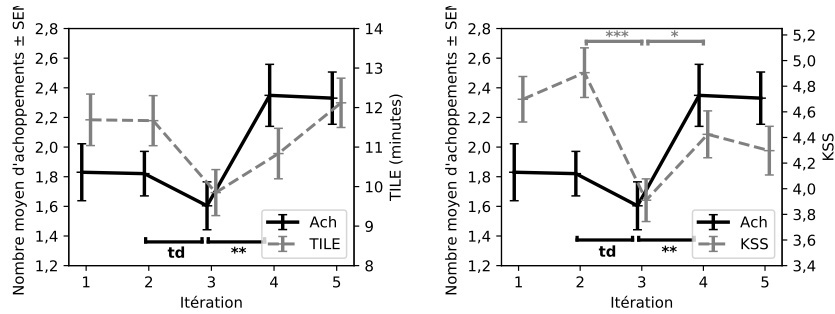 Nombre moyen d'achoppements ± SEM
2,8
2,6
2,4
2,2
2,0
1,8
1,6
1,4
1,2
14
13
12
11
10
9
8
TILE (minutes)
Ach
TILE
td
**
1 2 3 4 5
Itération
Nombre moyen d'achoppements ± SEM
2,8
2,6
2,4
2,2
2,0
1,8
1,6
1,4
1,2
***
*
5,2
5,0
4,8
4,6
4,4
4,2
4,0
3,8
3,6
3,4
KSS
Ach
KSS
td
**
1 2 3 4 5
Itération